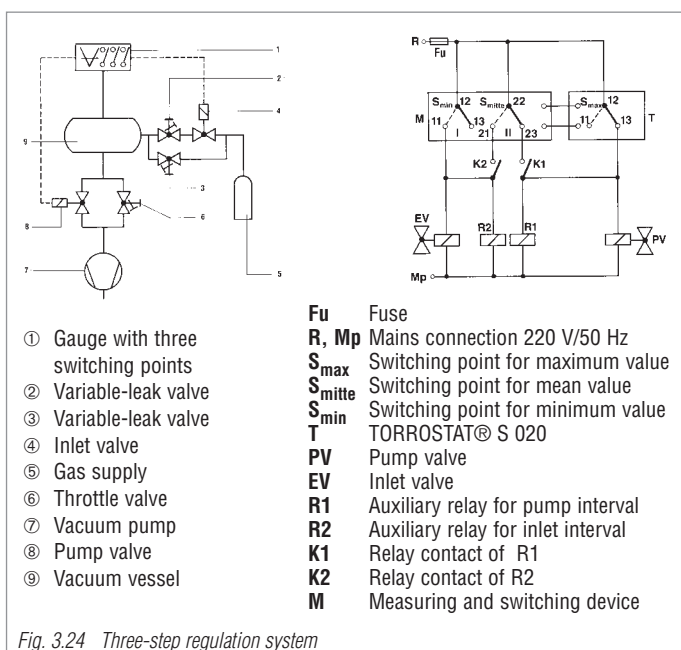 1
2
4
9
3
8
6
7
5
R
Fu
Smin 12
Smitte 22
Smax 12
M
11
13
21
23
11
13
T
I
II
K2
K1
EV
R2
R1
PV
Mp
① Gauge with three
switching points
② Variable-leak valve
③ Variable-leak valve
④ Inlet valve
⑤ Gas supply
⑥ Throttle valve
⑦ Vacuum pump
⑧ Pump valve
⑨ Vacuum vessel
Fu Fuse
R, Mp Mains connection 220 V/50 Hz
Smax Switching point for maximum value
Smitte Switching point for mean value
Smin Switching point for minimum value
T TORROSTAT® S 020
PV Pump valve
EV Inlet valve
R1 Auxiliary relay for pump interval
R2 Auxiliary relay for inlet interval
K1 Relay contact of R1
K2 Relay contact of R2
M Measuring and switching device
Fig. 3.24 Three-step regulation system